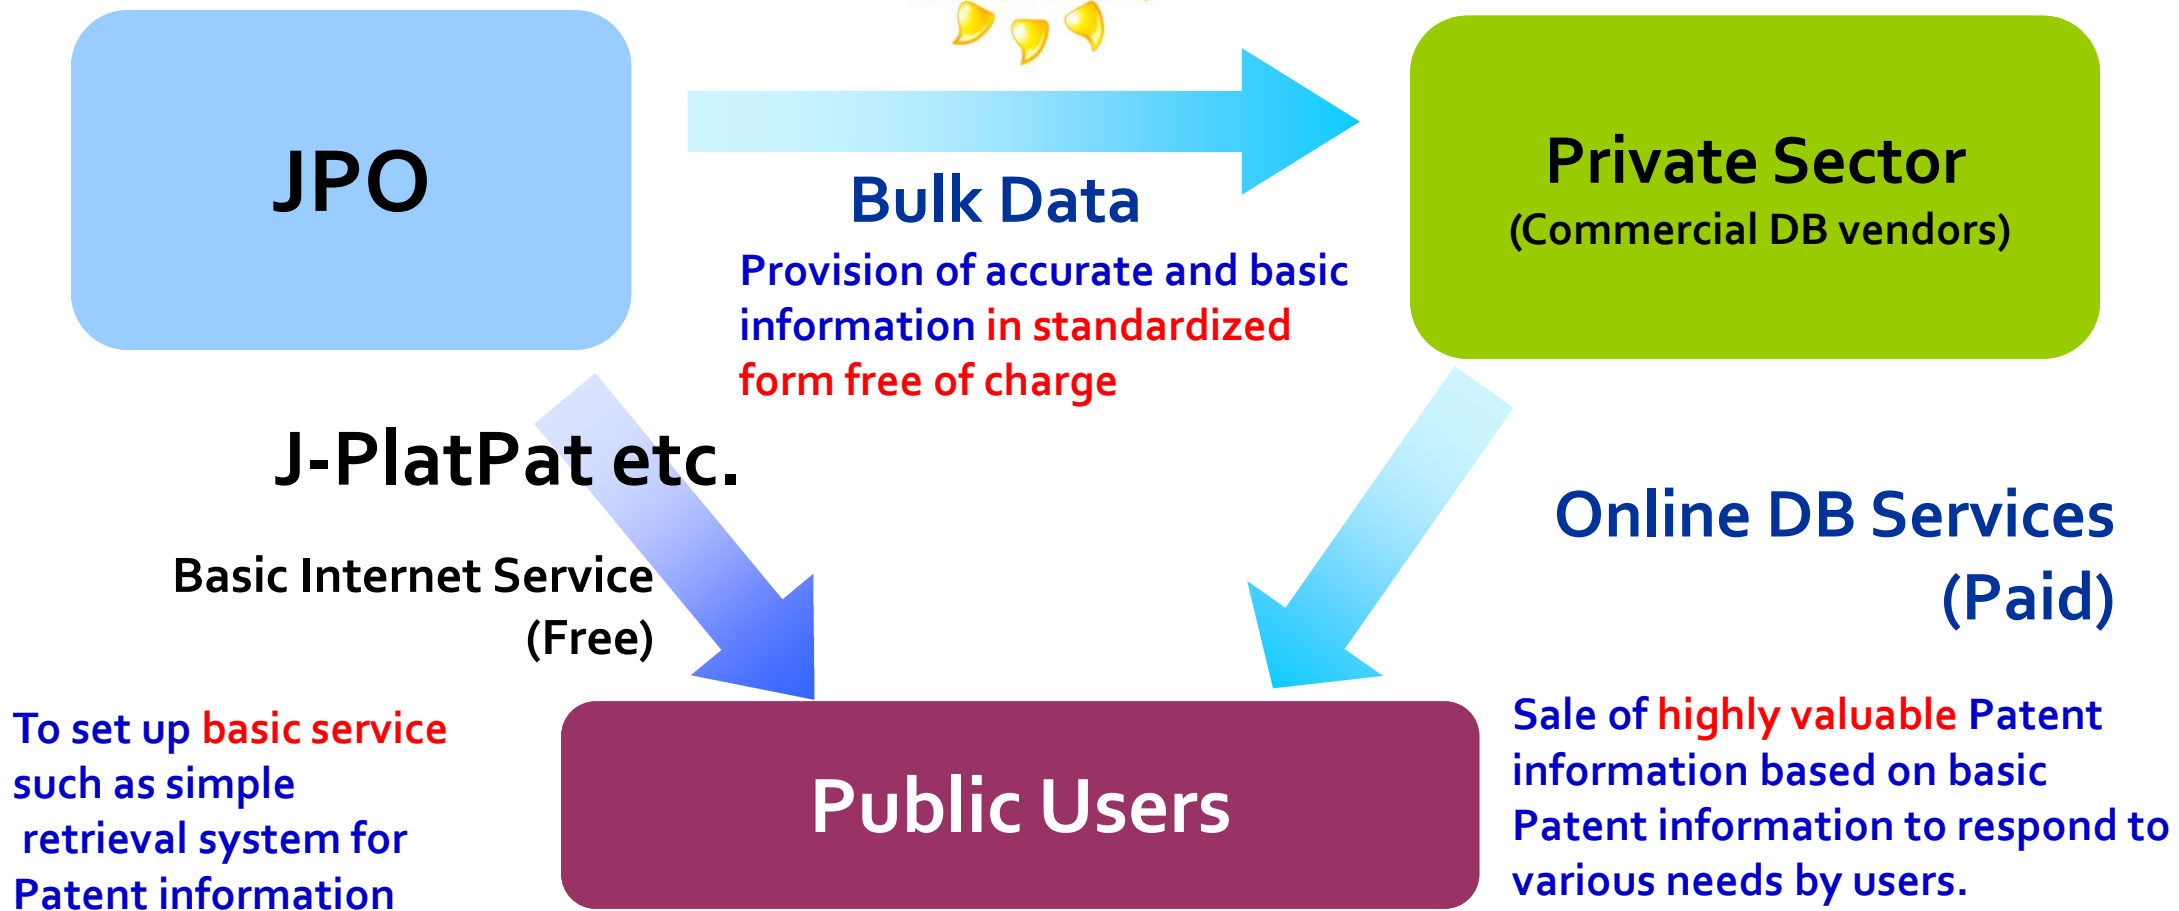 JPO
Private Sector
(Commercial DB vendors)
Bulk Data
Provision of accurate and basic
information in standardized
form free of charge
J-PlatPat etc.
Basic Internet Service
(Free)
Online DB Services
(Paid)
To set up basic service
such as simple
retrieval system for
Patent information
Public Users
Sale of highly valuable Patent
information based on basic
Patent information to respond to
various needs by users.